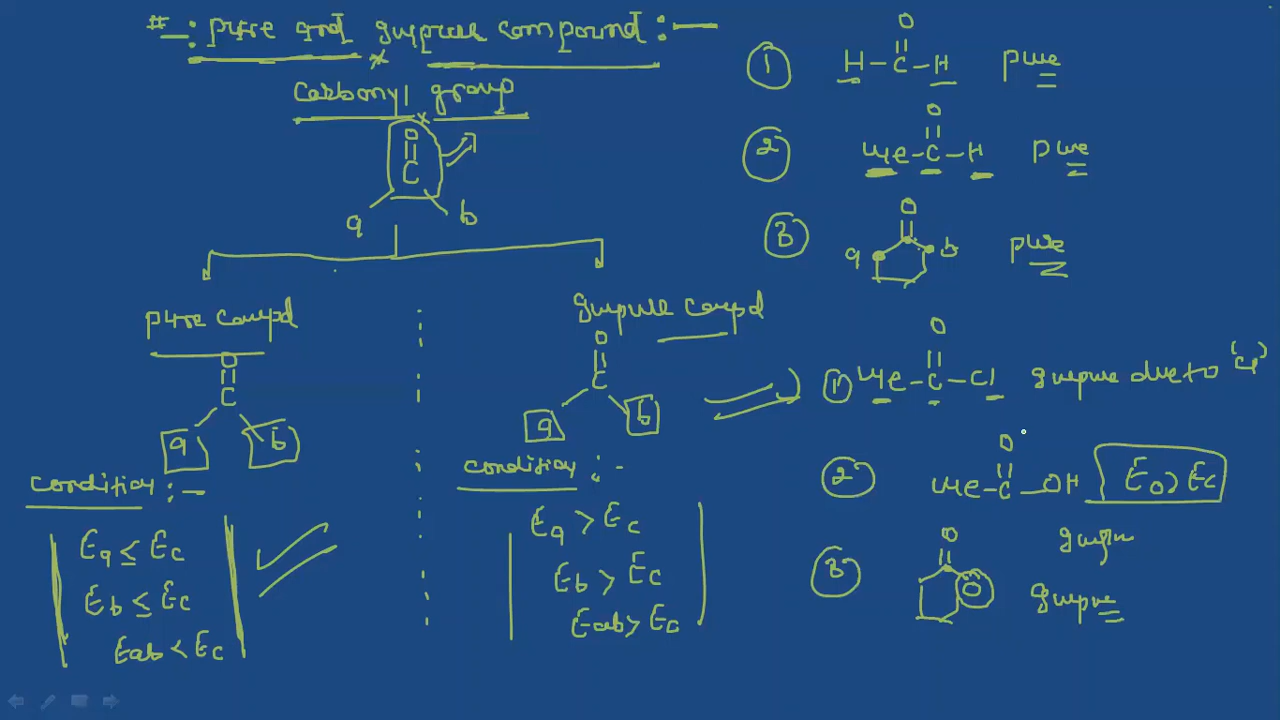 #: pure and impure compound :—
carbonyl group
O
C
a b
pure compd
O
C
a b
condition :—
Ea ≤ Ec
Eb ≤ Ec
Eab < Ec
impure compd
O
C
a b
condition :-
Ea > Ec
Eb > Ec
Eab > Ec
① O
H-C-H pure
② O
Me-C-H pure
③ O
a b pure
① O
Me-C-Cl impure due to (Cl)
② O
Me-C-OH Eo > Ec
impure
③ O
O impure